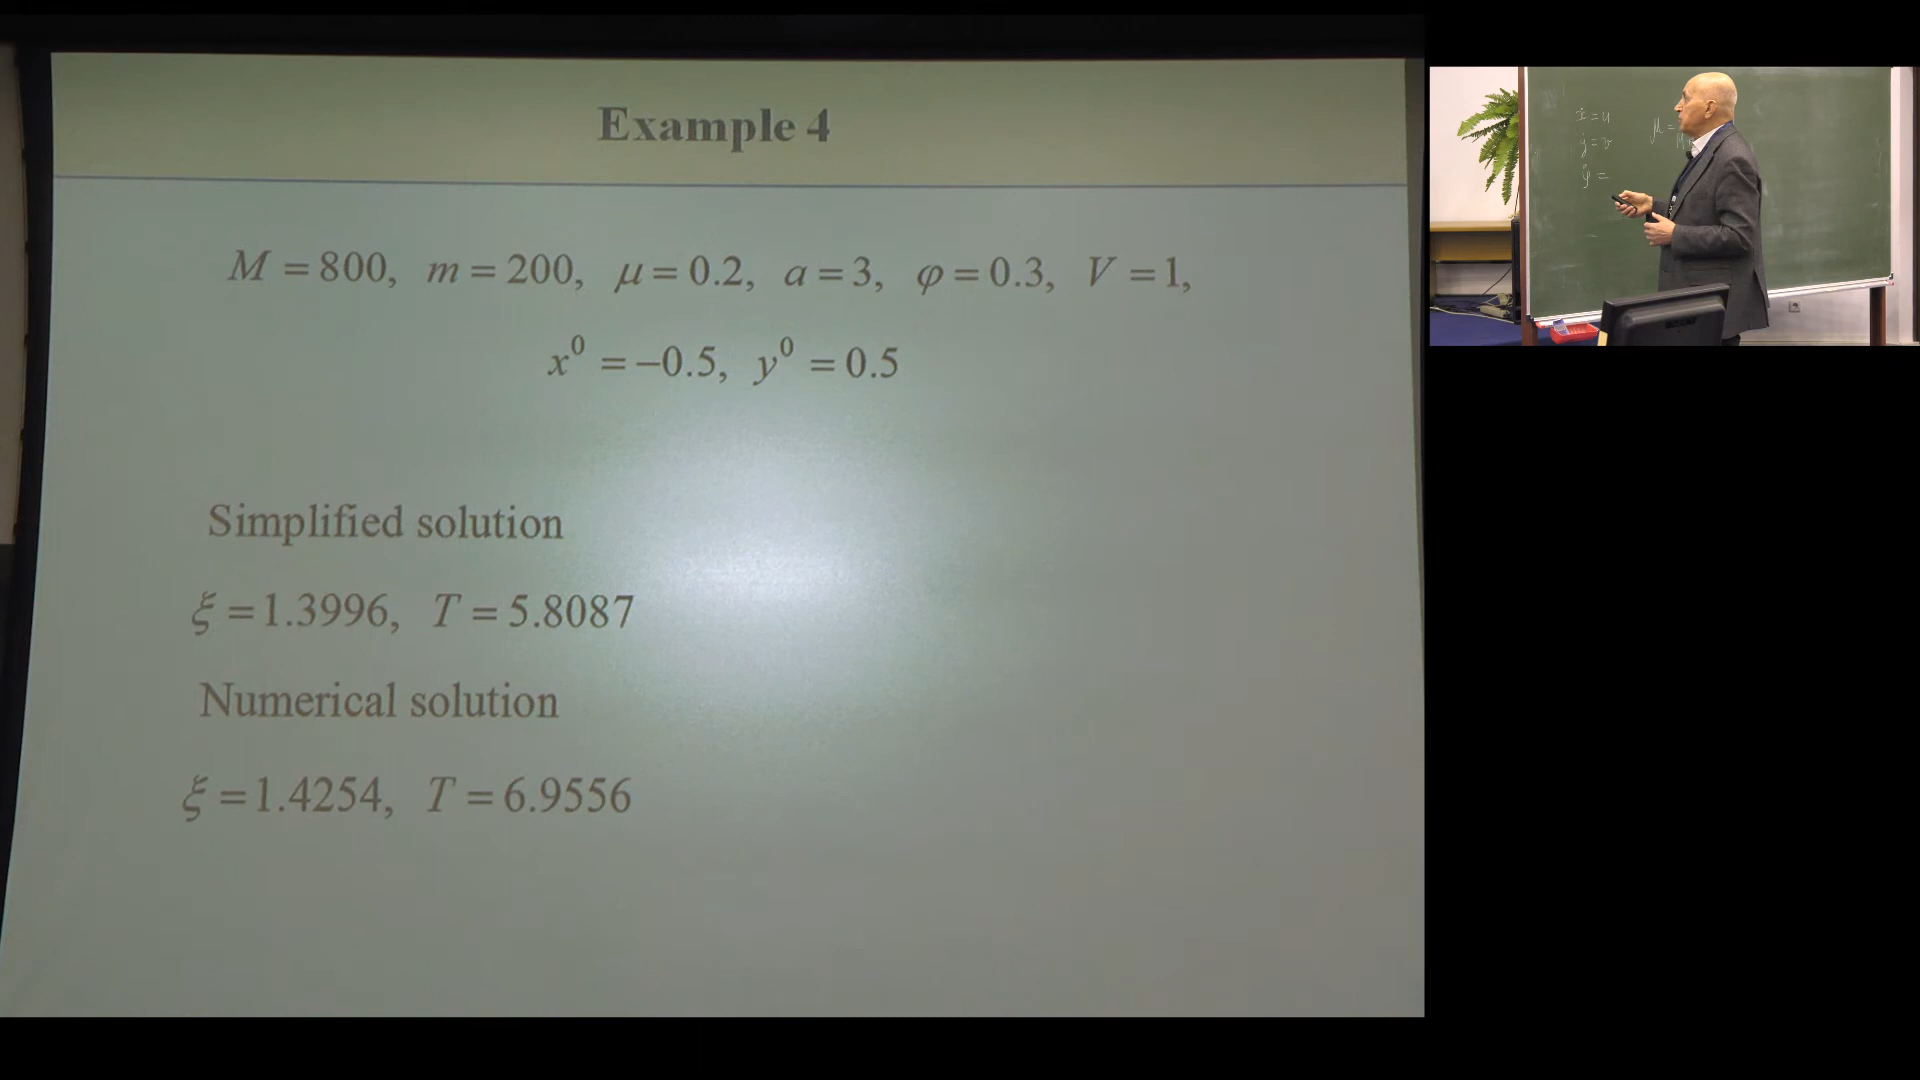 Example 4
M = 800, m = 200, μ = 0.2, a = 3, φ = 0.3, V = 1,
x⁰ = −0.5, y⁰ = 0.5
Simplified solution
ξ = 1.3996, T = 5.8087
Numerical solution
ξ = 1.4254, T = 6.9556
ẋ = u
ẏ = v
φ̇ =
μ =